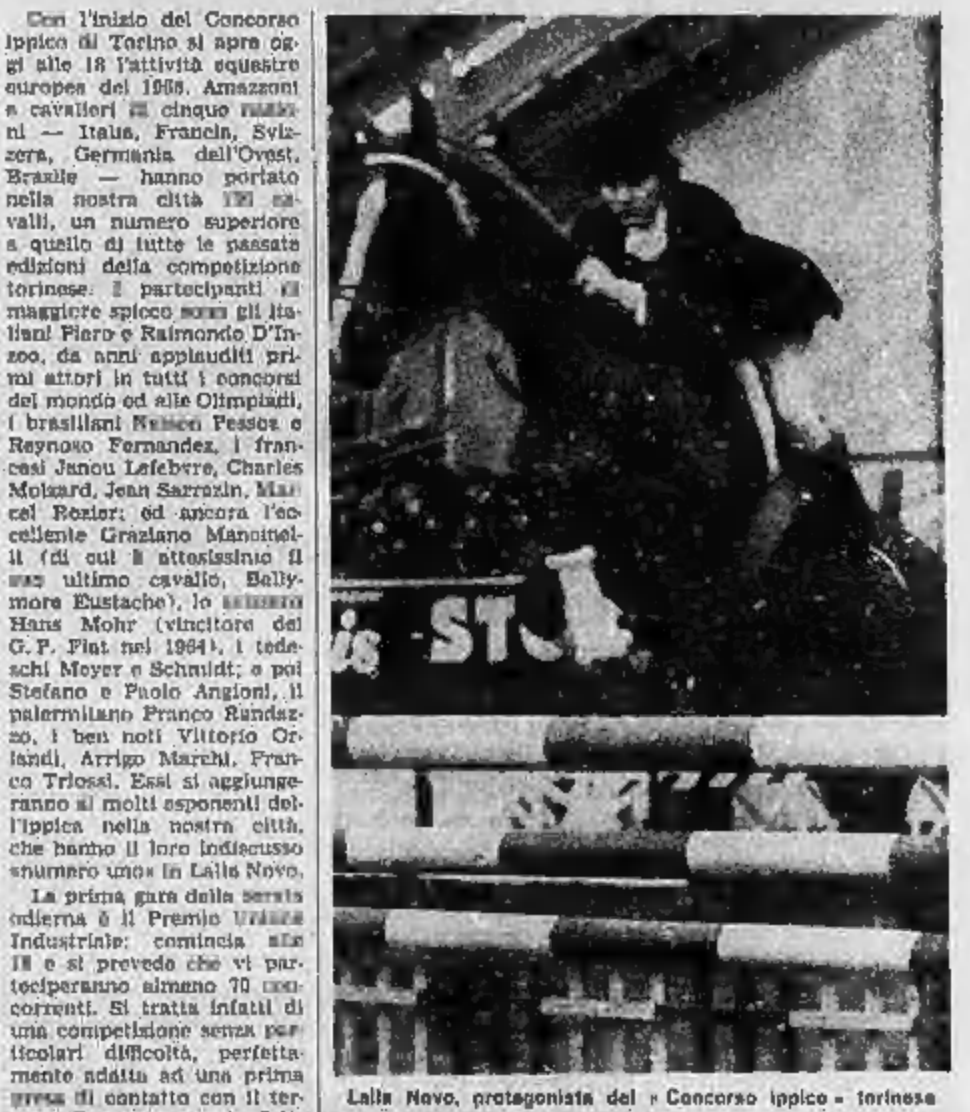 Con l'inizio del Concorso
ippico di Torino si apre og-
gi alle 18 l'attività equestre
europea del Amazzoni
e cavalieri cinque
ni — Italia, Francia, Sviz-
zera, Germania dell'Ovest,
Brasile — hanno portato
nella nostra città ca-
valli, un numero superiore
a quello di tutte le passate
edizioni della competizione
torinese. I partecipanti di
maggiore spicco sono gli ita-
liani Piero e Raimondo D'In-
zeo, da anni applauditi pri-
mi attori in tutti i concorsi
del mondo ed alle Olimpiadi,
i brasiliani Nelson Pessoa e
Reynoso Fernandez, i fran-
cesi Janou Lefebvre, Charles
Moizard, Jean Sarrazin, Mar-
cel Rozier; ed ancora l'ec-
cellente Graziano Mancinel-
li (di cui è attesissimo il
suo ultimo cavallo, Bally-
more Eustache), lo
Hans Mohr (vincitore del
G. P. Fiat nel 1964), i tede-
schi Meyer e Schmidt; e poi
Stefano e Paolo Angioni, il
palermitano Franco Randaz-
zo, i ben noti Vittorio Or-
landi, Arrigo Marchi, Fran-
co Triossi. Essi si aggiunge-
ranno ai molti esponenti del-
l'ippica nella nostra città,
che hanno il loro indiscusso
«numero uno» in Lalla Novo.
La prima gara della serata
odierna è il Premio Unione
Industriale: comincia alle
18 e si prevede che vi par-
teciperanno almeno 70 con-
correnti. Si tratta infatti di
una competizione senza par-
ticolari difficoltà, perfetta-
mente adatta ad una prima
presa di contatto con il ter-
is - ST
Lalla Novo, protagonista del « Concorso ippico » torinese